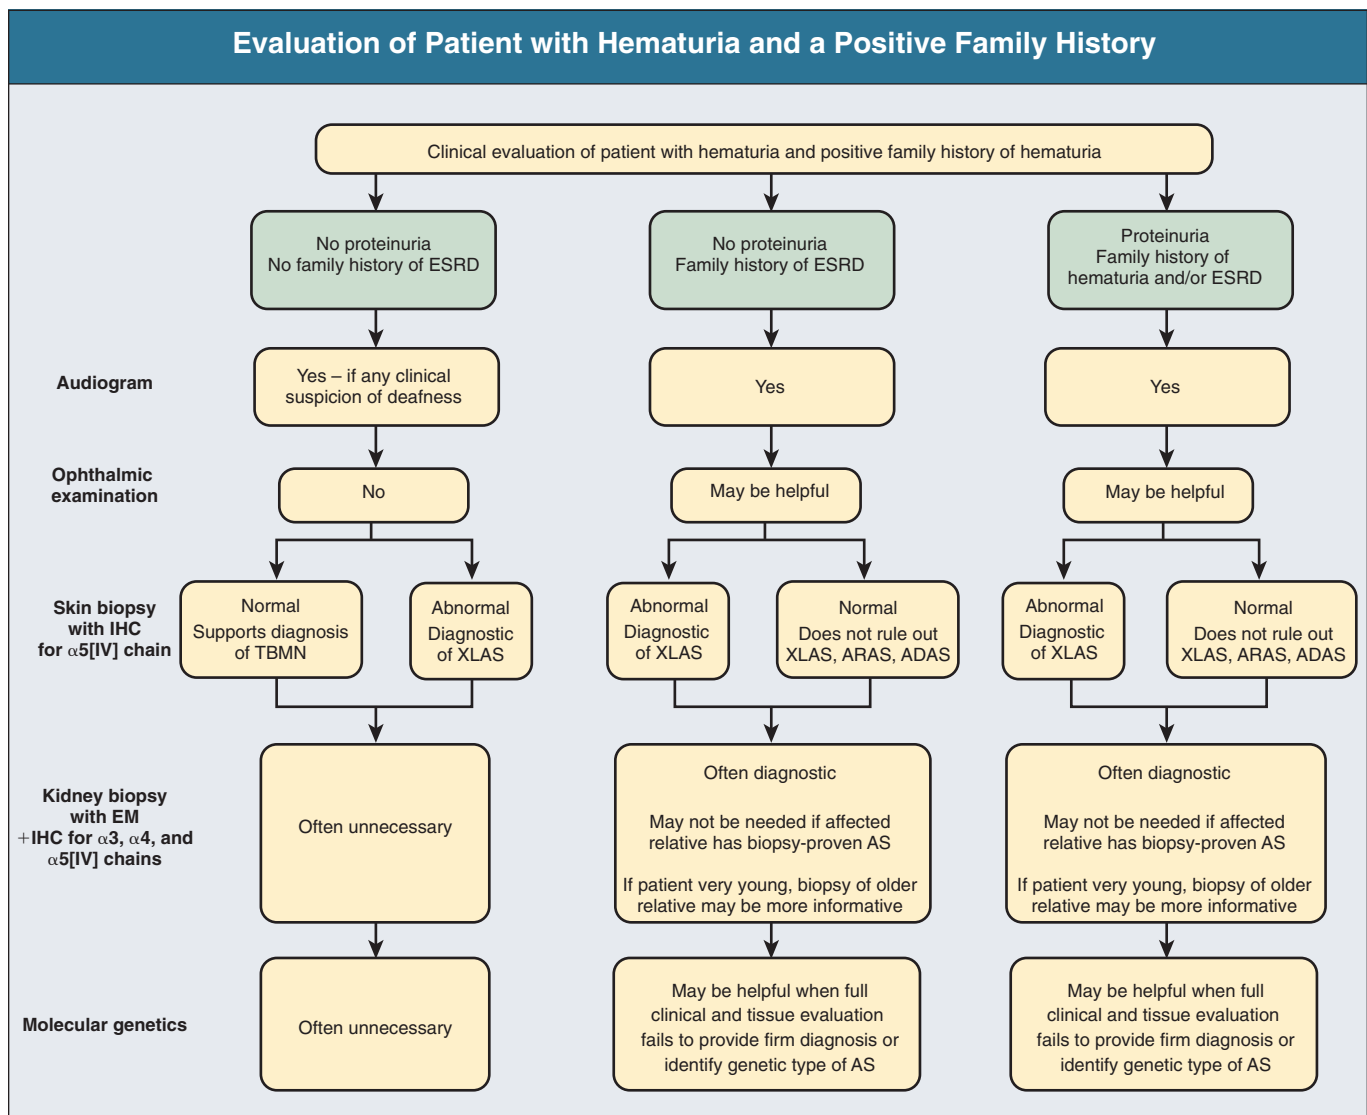 Evaluation of Patient with Hematuria and a Positive Family History
Clinical evaluation of patient with hematuria and positive family history of hematuria
No proteinuria
No family history of ESRD
No proteinuria
Family history of ESRD
Proteinuria
Family history of
hematuria and/or ESRD
Audiogram
Yes – if any clinical
suspicion of deafness
Yes
Yes
Ophthalmic
examination
No
May be helpful
May be helpful
Skin biopsy
with IHC
for α5[IV] chain
Normal
Supports diagnosis
of TBMN
Abnormal
Diagnostic
of XLAS
Abnormal
Diagnostic
of XLAS
Normal
Does not rule out
XLAS, ARAS, ADAS
Abnormal
Diagnostic
of XLAS
Normal
Does not rule out
XLAS, ARAS, ADAS
Kidney biopsy
with EM
+IHC for α3, α4, and
α5[IV] chains
Often unnecessary
Often diagnostic
May not be needed if affected
relative has biopsy-proven AS
If patient very young, biopsy of older
relative may be more informative
Often diagnostic
May not be needed if affected
relative has biopsy-proven AS
If patient very young, biopsy of older
relative may be more informative
Molecular genetics
Often unnecessary
May be helpful when full
clinical and tissue evaluation
fails to provide firm diagnosis or
identify genetic type of AS
May be helpful when full
clinical and tissue evaluation
fails to provide firm diagnosis or
identify genetic type of AS